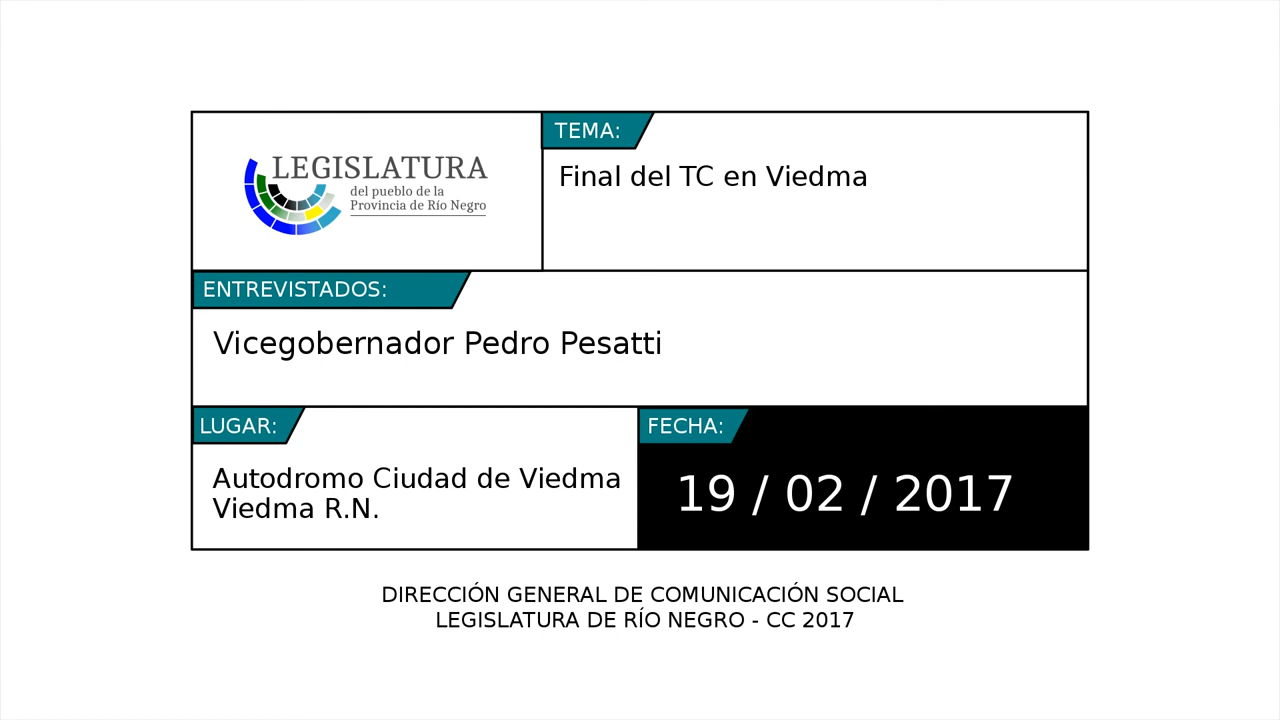 LEGISLATURA
del pueblo de la
Provincia de Río Negro
TEMA:
Final del TC en Viedma
ENTREVISTADOS:
Vicegobernador Pedro Pesatti
LUGAR:
Autodromo Ciudad de Viedma
Viedma R.N.
FECHA:
19 / 02 / 2017
DIRECCIÓN GENERAL DE COMUNICACIÓN SOCIAL
LEGISLATURA DE RÍO NEGRO - CC 2017